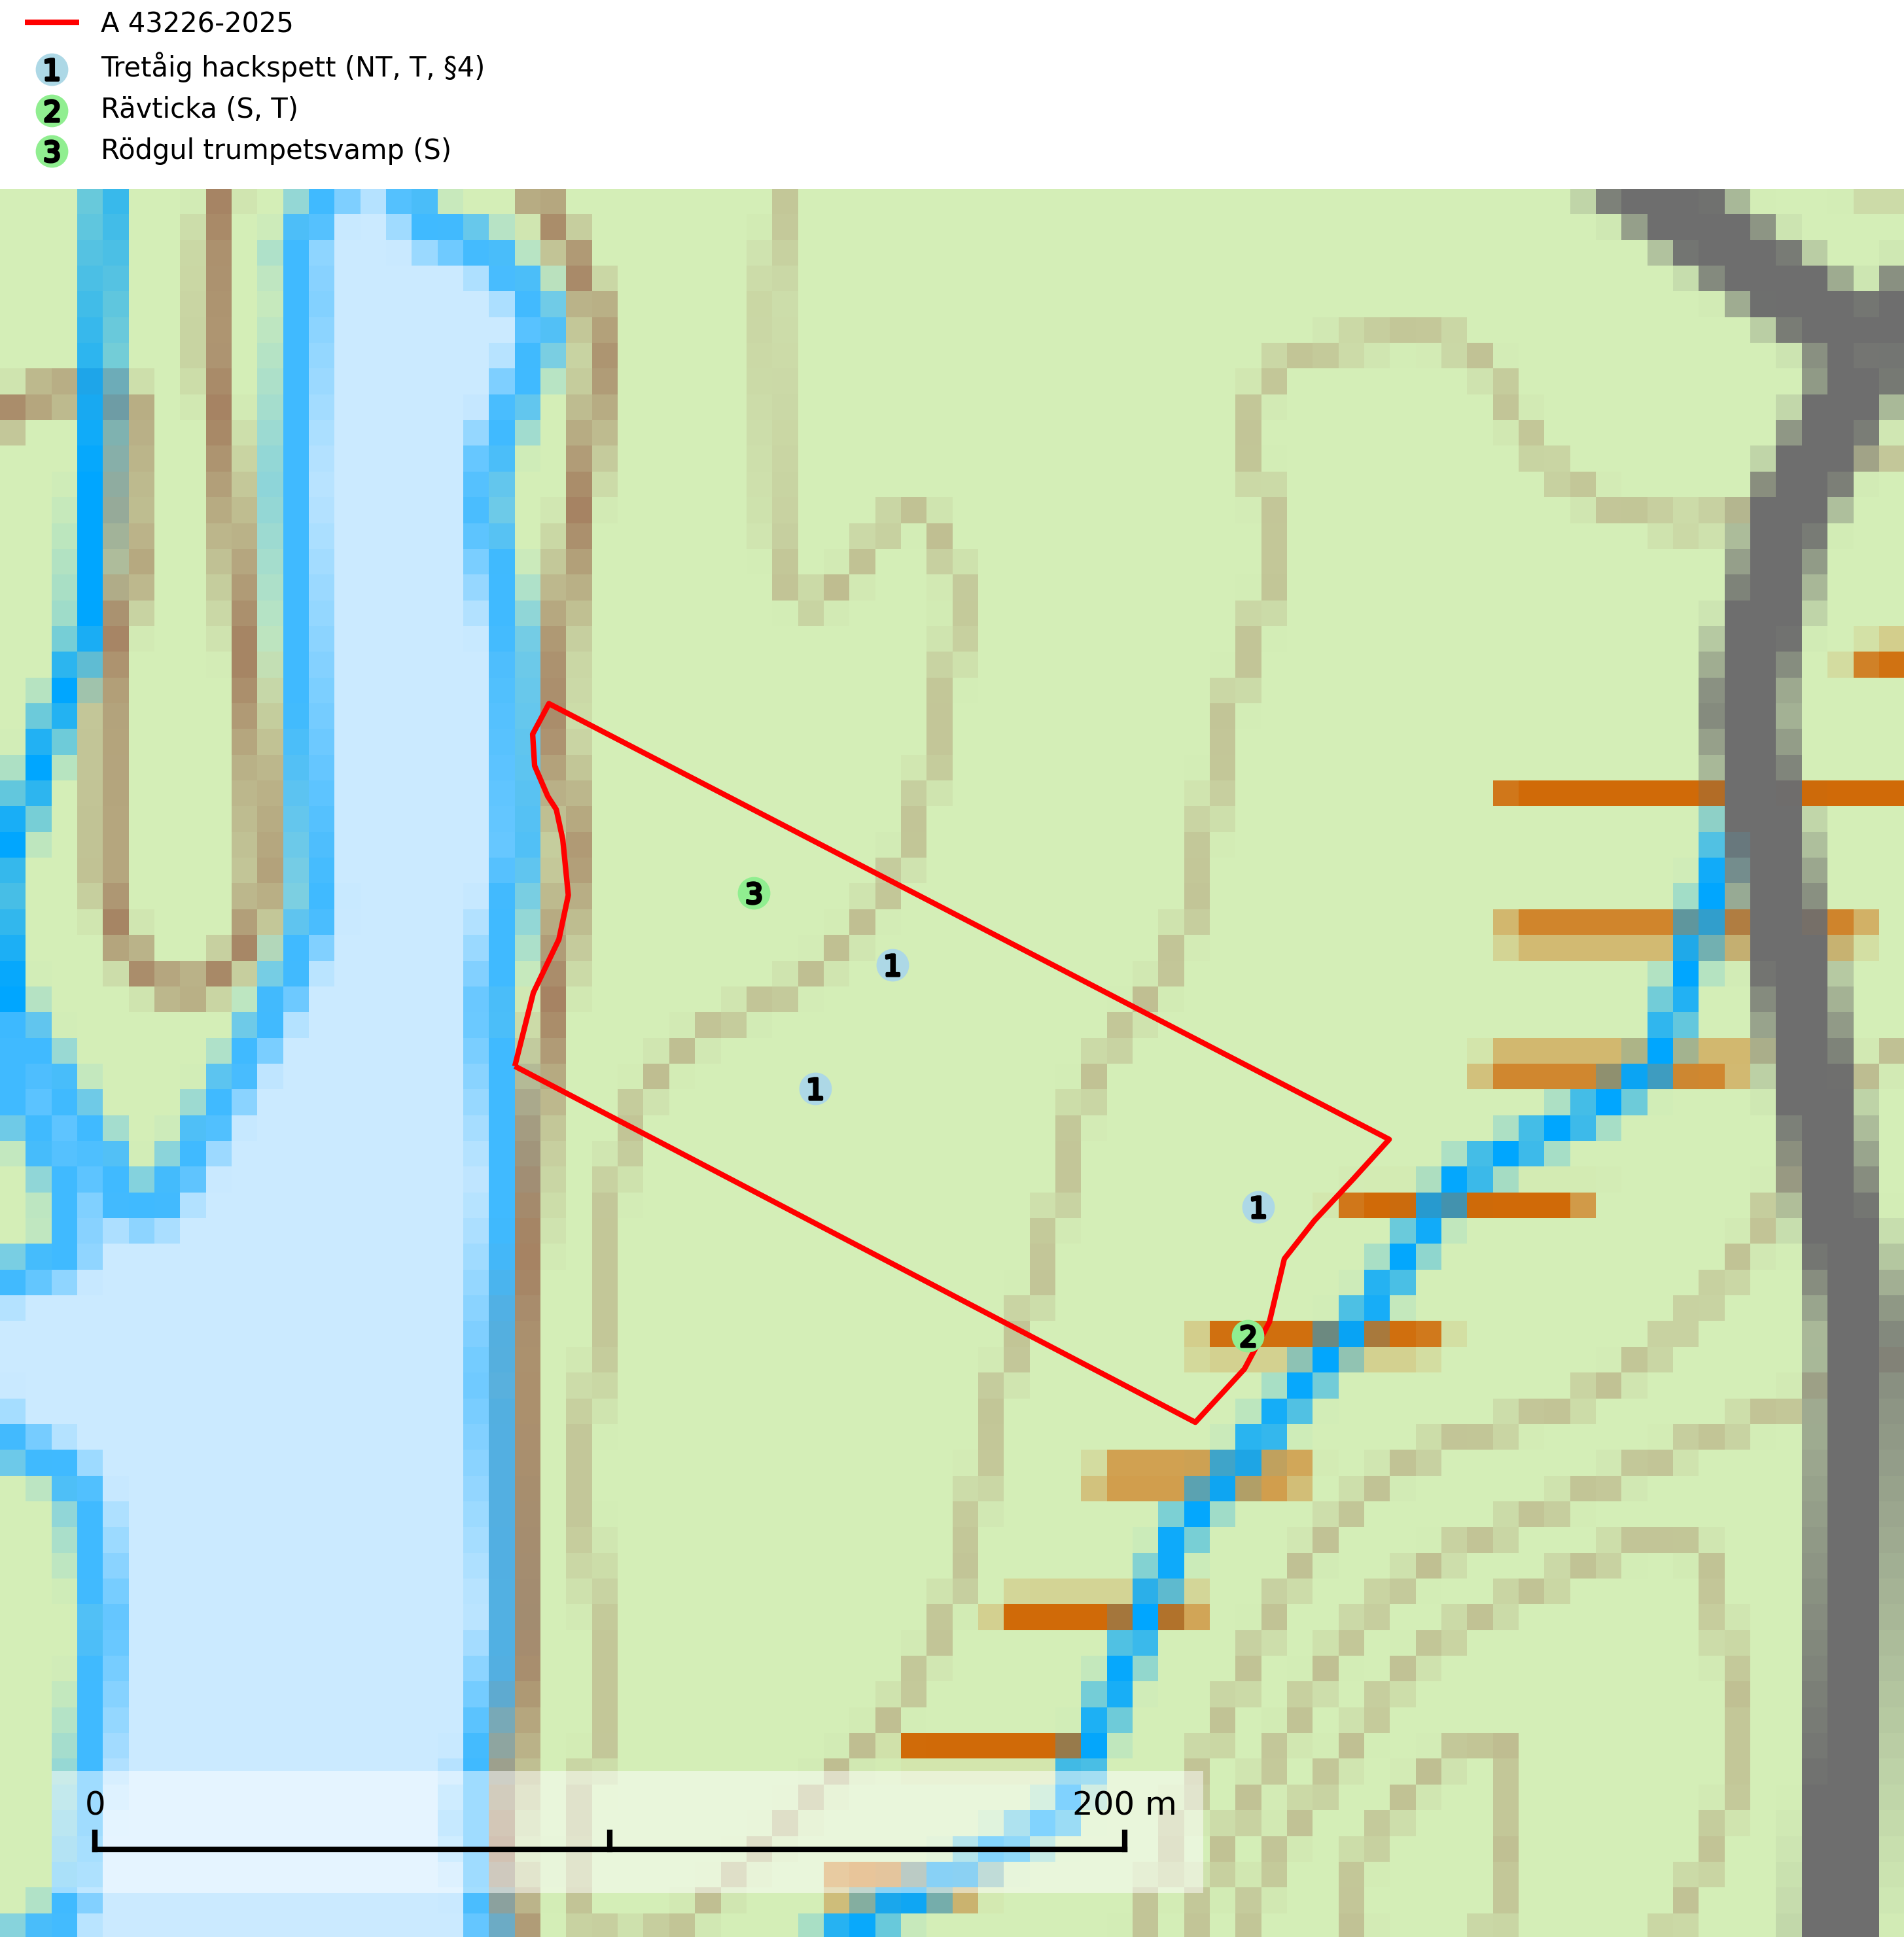 A 43226-2025
1 Tretåig hackspett (NT, T, §4)
2 Rävticka (S, T)
3 Rödgul trumpetsvamp (S)
3
1
1
1
2
0 200 m